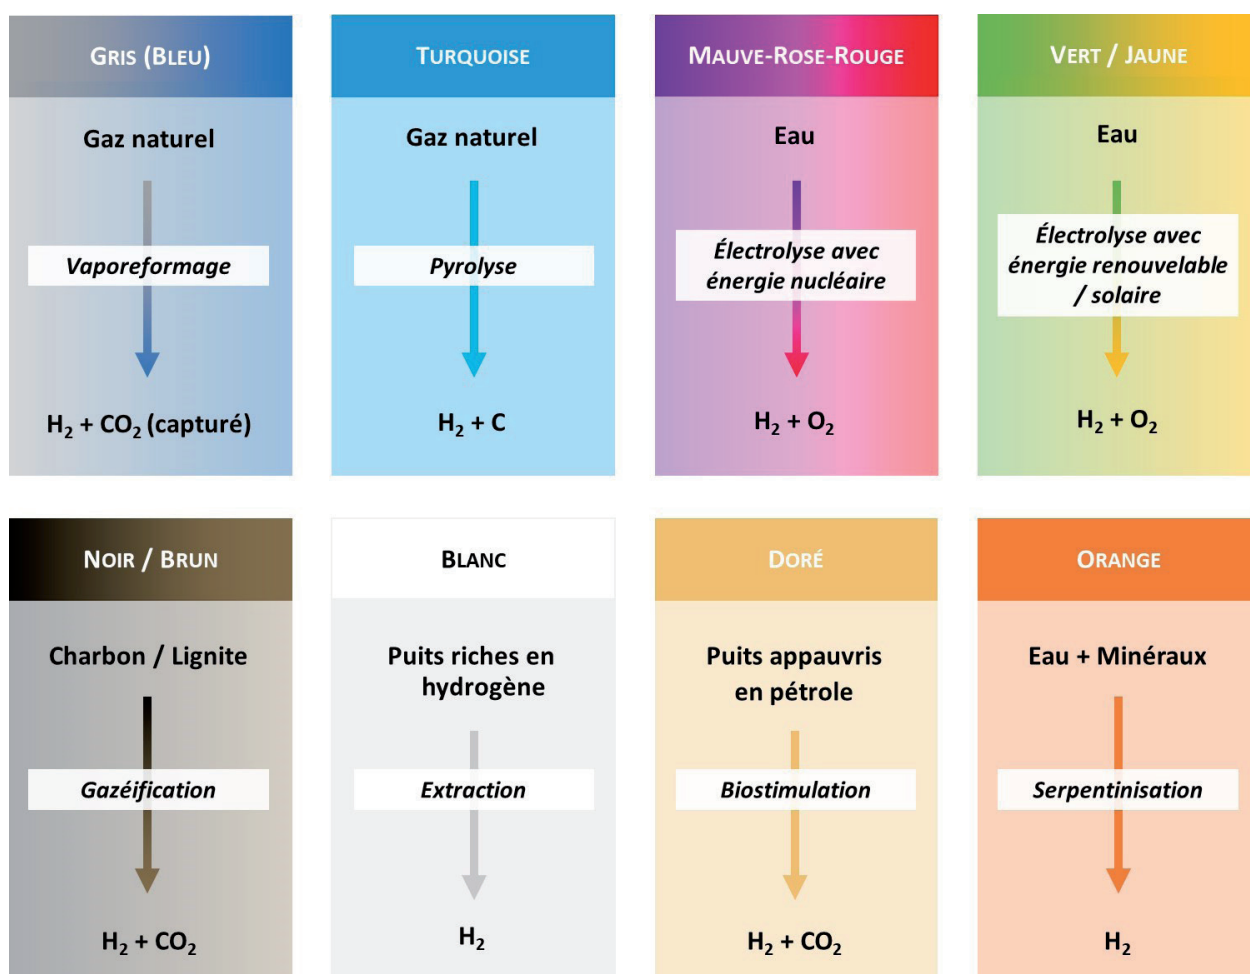 GRIS (BLEU)
Gaz naturel
Vaporeformage
H₂ + CO₂ (capturé)
TURQUOISE
Gaz naturel
Pyrolyse
H₂ + C
MAUVE-ROSE-ROUGE
Eau
Électrolyse avec
énergie nucléaire
H₂ + O₂
VERT / JAUNE
Eau
Électrolyse avec
énergie renouvelable
/ solaire
H₂ + O₂
NOIR / BRUN
Charbon / Lignite
Gazéification
H₂ + CO₂
BLANC
Puits riches en
hydrogène
Extraction
H₂
DORÉ
Puits appauvris
en pétrole
Biostimulation
H₂ + CO₂
ORANGE
Eau + Minéraux
Serpentinisation
H₂